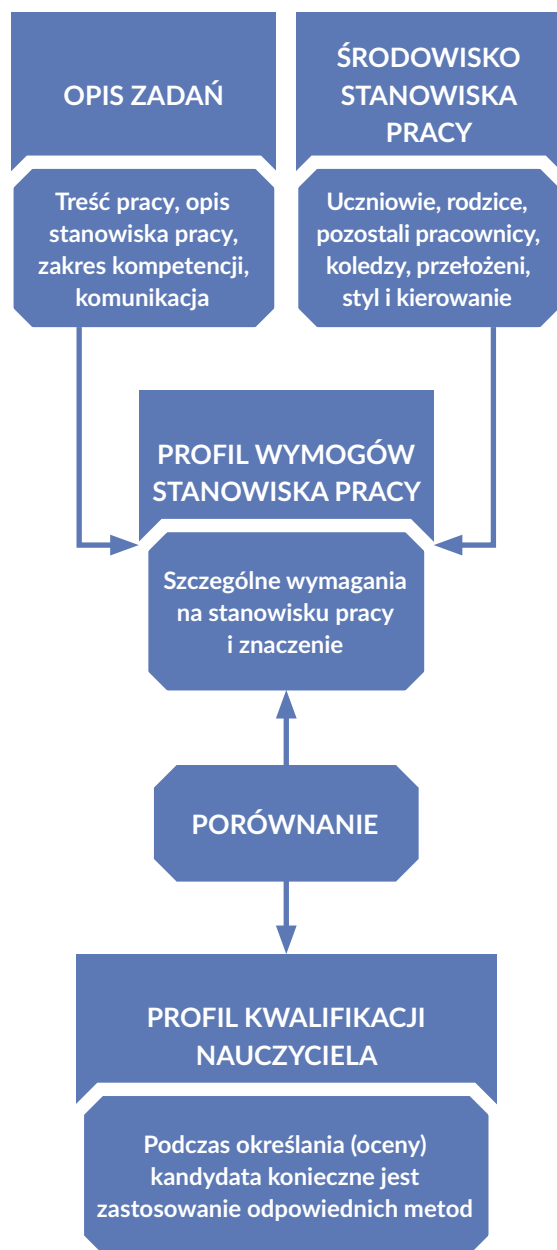 OPIS ZADAŃ
Treść pracy, opis
stanowiska pracy,
zakres kompetencji,
komunikacja
ŚRODOWISKO
STANOWISKA
PRACY
Uczniowie, rodzice,
pozostali pracownicy,
koledzy, przełożeni,
styl i kierowanie
PROFIL WYMOGÓW
STANOWISKA PRACY
Szczególne wymagania
na stanowisku pracy
i znaczenie
PORÓWNANIE
PROFIL KWALIFIKACJI
NAUCZYCIELA
Podczas określania (oceny)
kandydata konieczne jest
zastosowanie odpowiednich metod